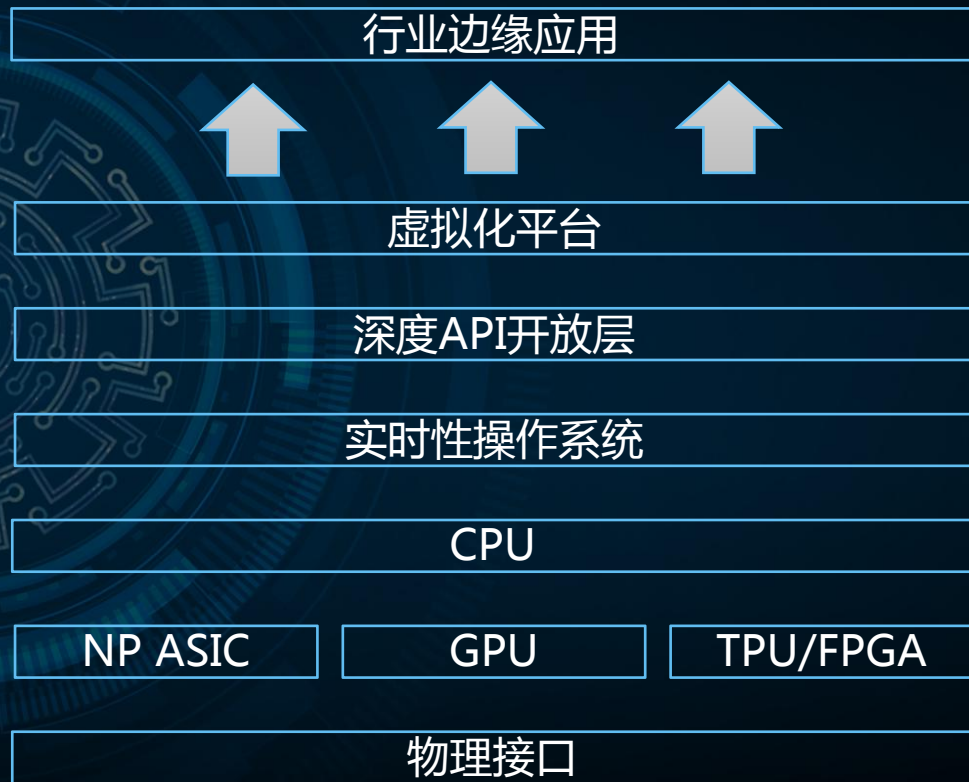 行业边缘应用
虚拟化平台
深度API开放层
实时性操作系统
CPU
NP ASIC
GPU
TPU/FPGA
物理接口